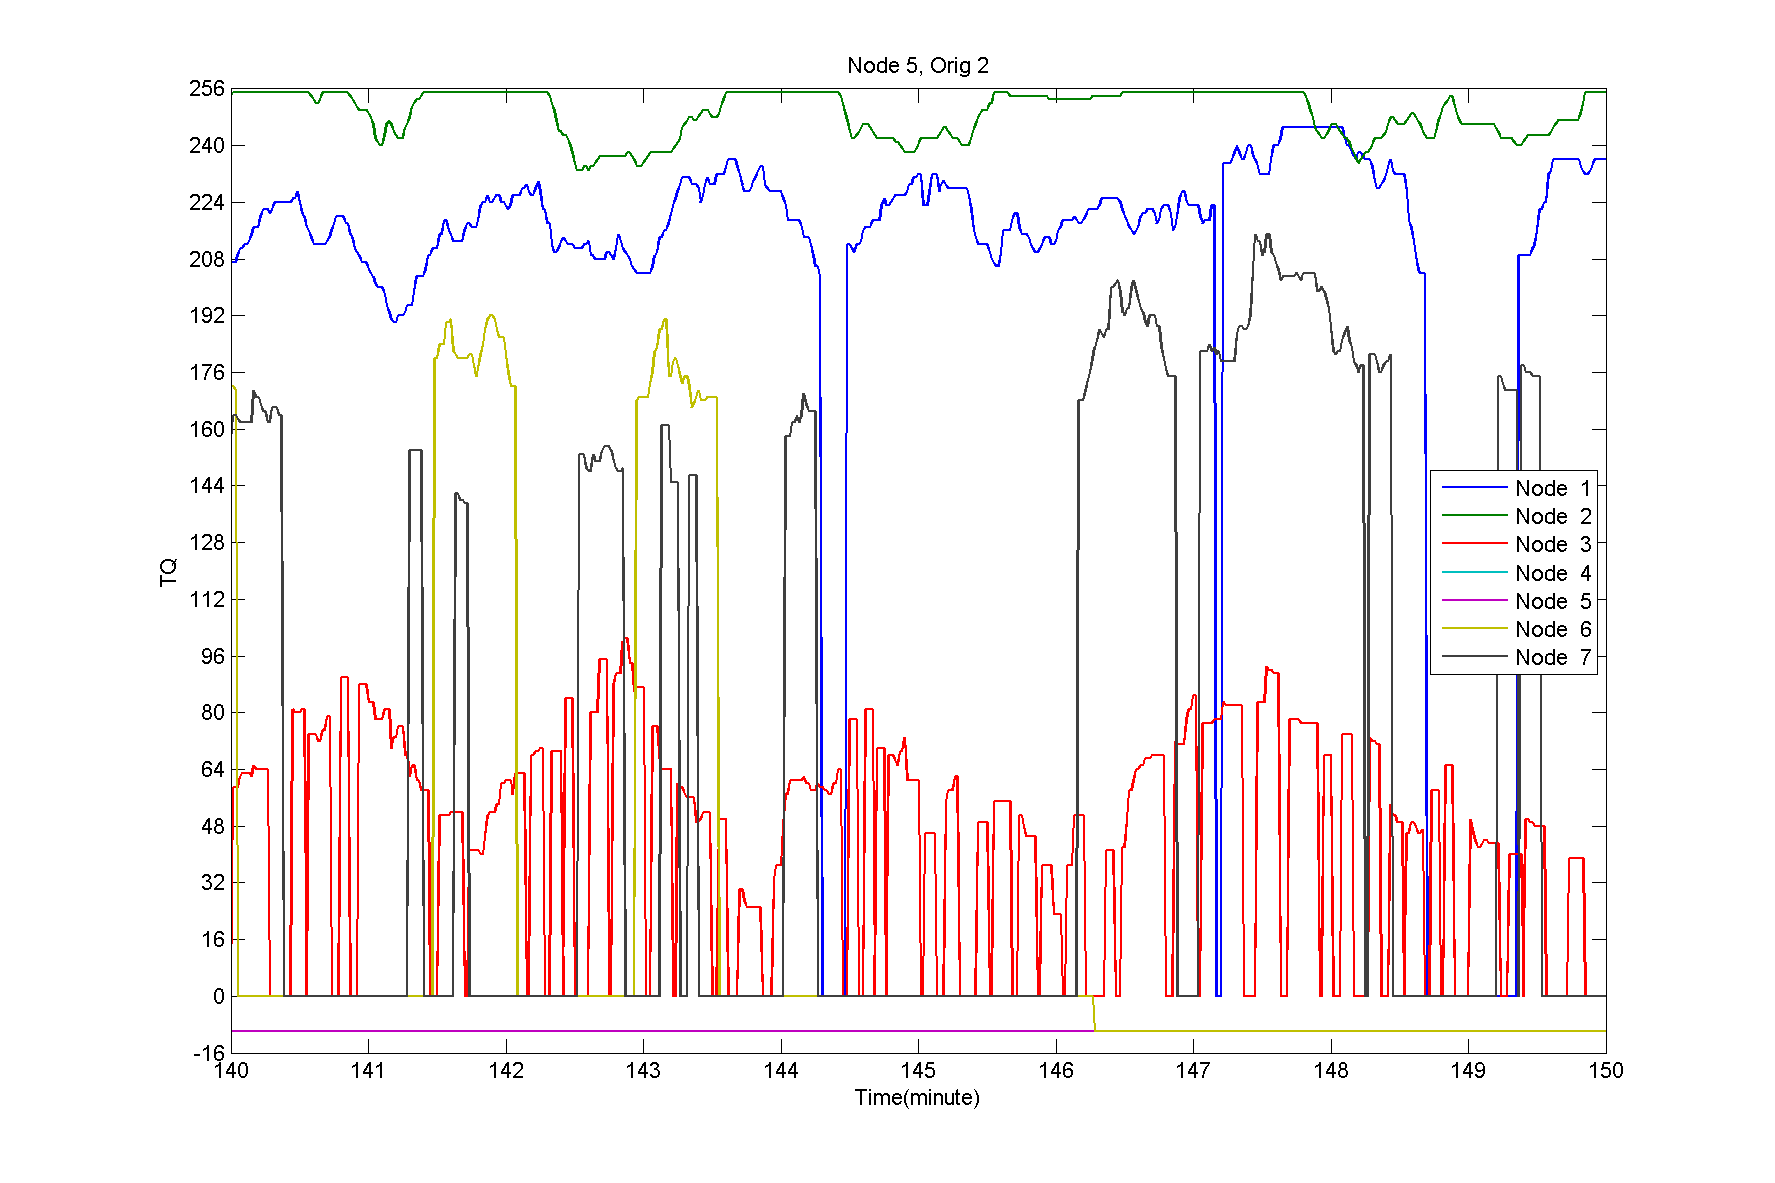 Node 5, Orig 2
256
240
224
208
192
176
160
144
128
112
96
80
64
48
32
16
0
-16
TQ
Node 1
Node 2
Node 3
Node 4
Node 5
Node 6
Node 7
140 141 142 143 144 145 146 147 148 149 150
Time(minute)